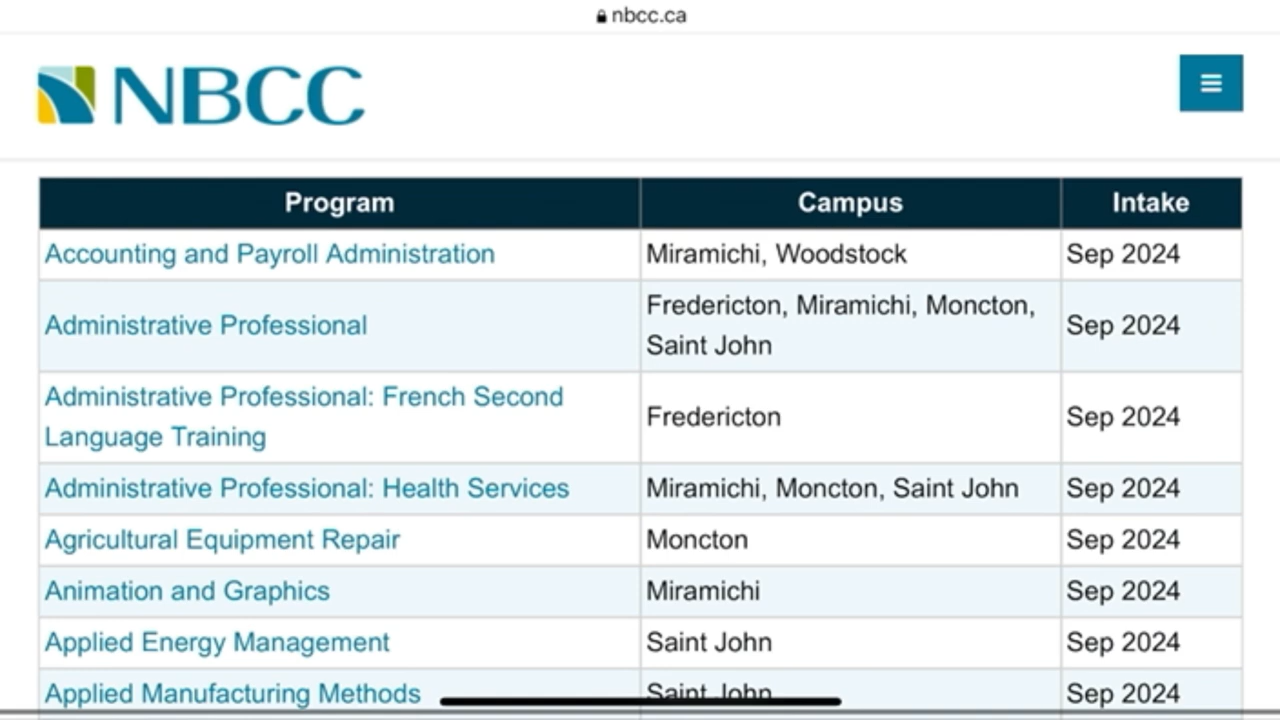 nbcc.ca
NBCC
Program Campus Intake
Accounting and Payroll Administration Miramichi, Woodstock Sep 2024
Administrative Professional Fredericton, Miramichi, Moncton,
Saint John Sep 2024
Administrative Professional: French Second
Language Training Fredericton Sep 2024
Administrative Professional: Health Services Miramichi, Moncton, Saint John Sep 2024
Agricultural Equipment Repair Moncton Sep 2024
Animation and Graphics Miramichi Sep 2024
Applied Energy Management Saint John Sep 2024
Applied Manufacturing Methods Saint John Sep 2024